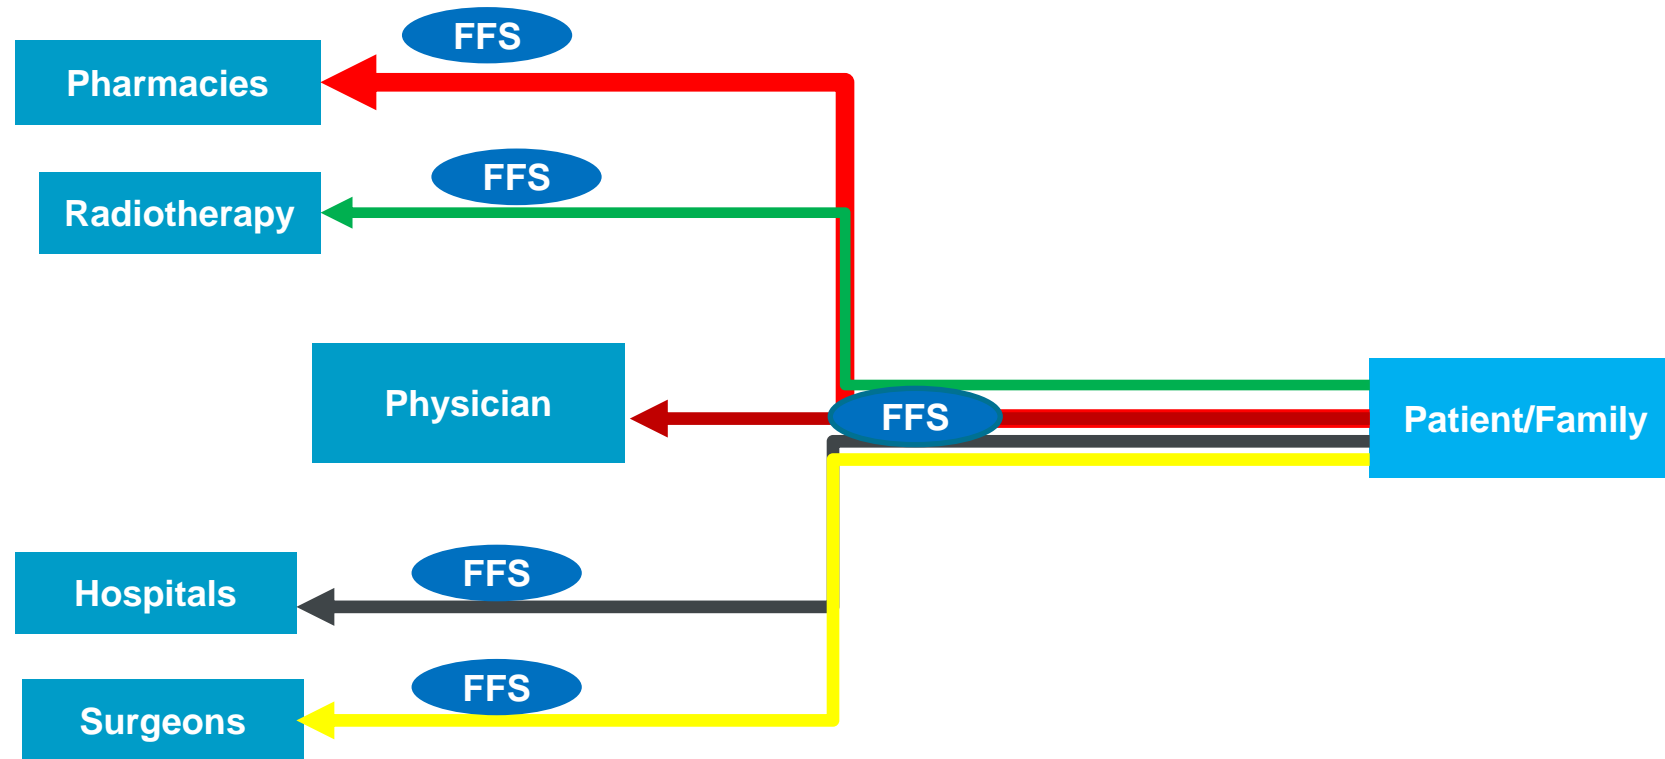 FFS
Pharmacies
FFS
Radiotherapy
Physician
FFS
Patient/Family
FFS
Hospitals
FFS
Surgeons